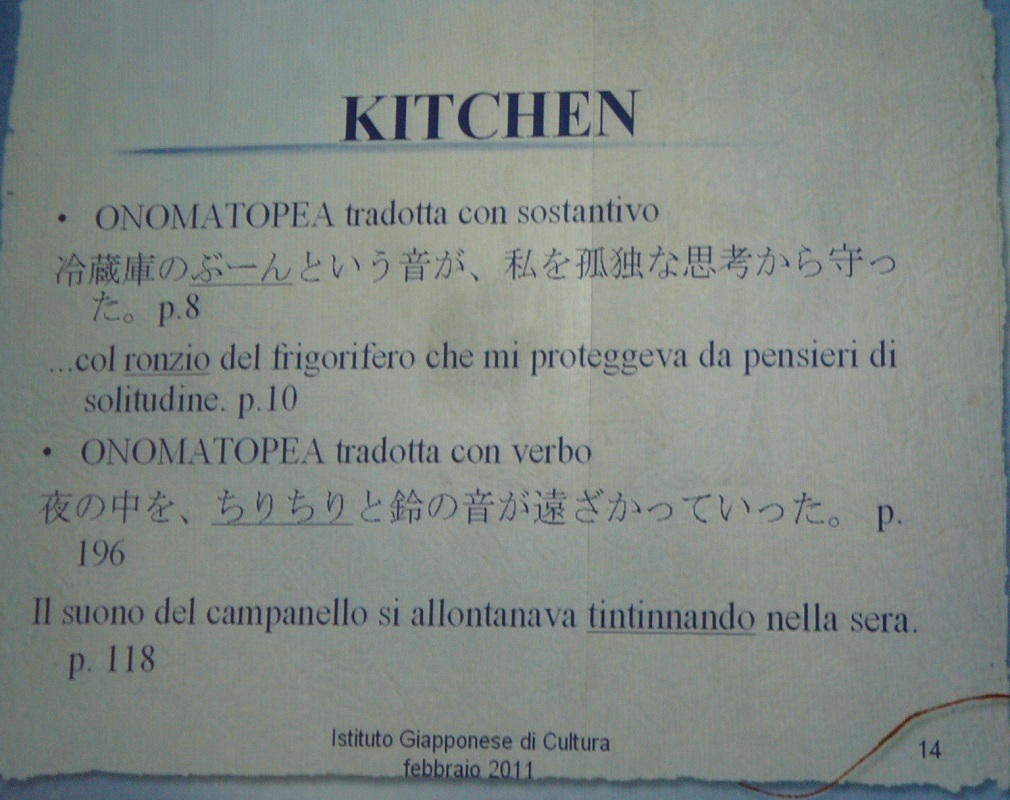 KITCHEN
• ONOMATOPEA tradotta con sostantivo
冷蔵庫のぶーんという音が、私を孤独な思考から守っ
た。 p.8
...col ronzio del frigorifero che mi proteggeva da pensieri di
solitudine. p.10
• ONOMATOPEA tradotta con verbo
夜の中を、ちりちりと鈴の音が遠ざかっていった。 p.
196
Il suono del campanello si allontanava tintinnando nella sera.
p. 118
Istituto Giapponese di Cultura
febbraio 2011
14